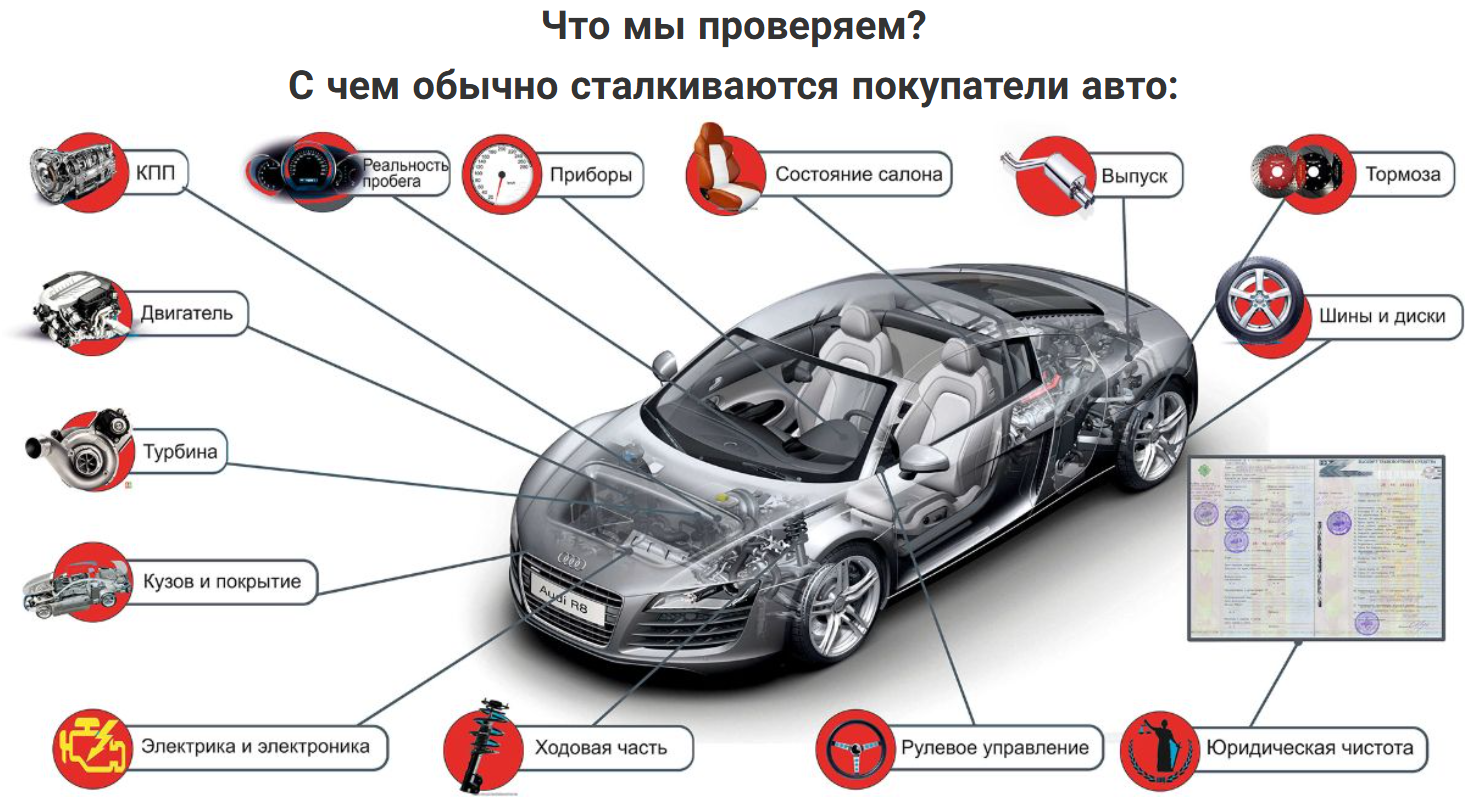 Что мы проверяем?
С чем обычно сталкиваются покупатели авто:
КПП
Реальность
пробега
Приборы
Состояние салона
Выпуск
Тормоза
Двигатель
Шины и диски
Турбина
Кузов и покрытие
Audi R8
Электрика и электроника
Ходовая часть
Рулевое управление
Юридическая чистота